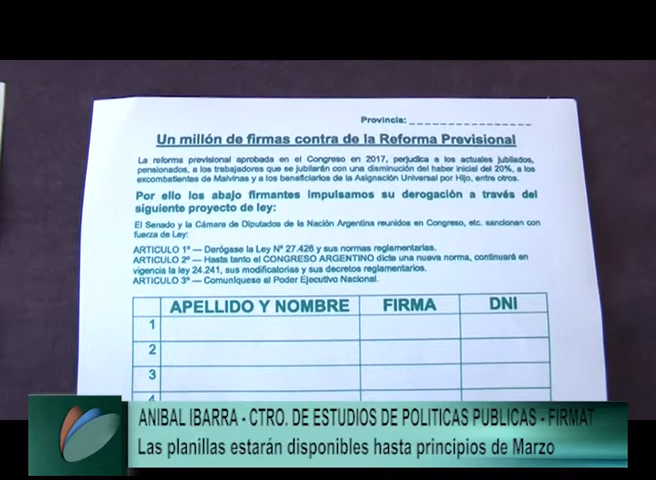 Provincia: _ _ _ _ _ _ _ _ _ _ _ _ _ _ _ _
Un millón de firmas contra de la Reforma Previsional
La reforma previsional aprobada en el Congreso en 2017, perjudica a los actuales jubilados,
pensionados, a los trabajadores que se jubilarán con una disminución del haber inicial del 20%, a los
excombatientes de Malvinas y a los beneficiarios de la Asignación Universal por Hijo, entre otros.
Por ello los abajo firmantes impulsamos su derogación a través del
siguiente proyecto de ley:
El Senado y la Cámara de Diputados de la Nación Argentina reunidos en Congreso, etc. sancionan con
fuerza de Ley:
ARTICULO 1º – Derógase la Ley N° 27.426 y sus normas reglamentarias.
ARTICULO 2º – Hasta tanto el CONGRESO ARGENTINO dicte una nueva norma, continuará en
vigencia la ley 24.241, sus modificatorias y sus decretos reglamentarios.
ARTICULO 3º – Comuníquese al Poder Ejecutivo Nacional.
APELLIDO Y NOMBRE FIRMA DNI
1
2
3
4
ANIBAL IBARRA - CTRO. DE ESTUDIOS DE POLITICAS PUBLICAS - FIRMAT
Las planillas estarán disponibles hasta principios de Marzo